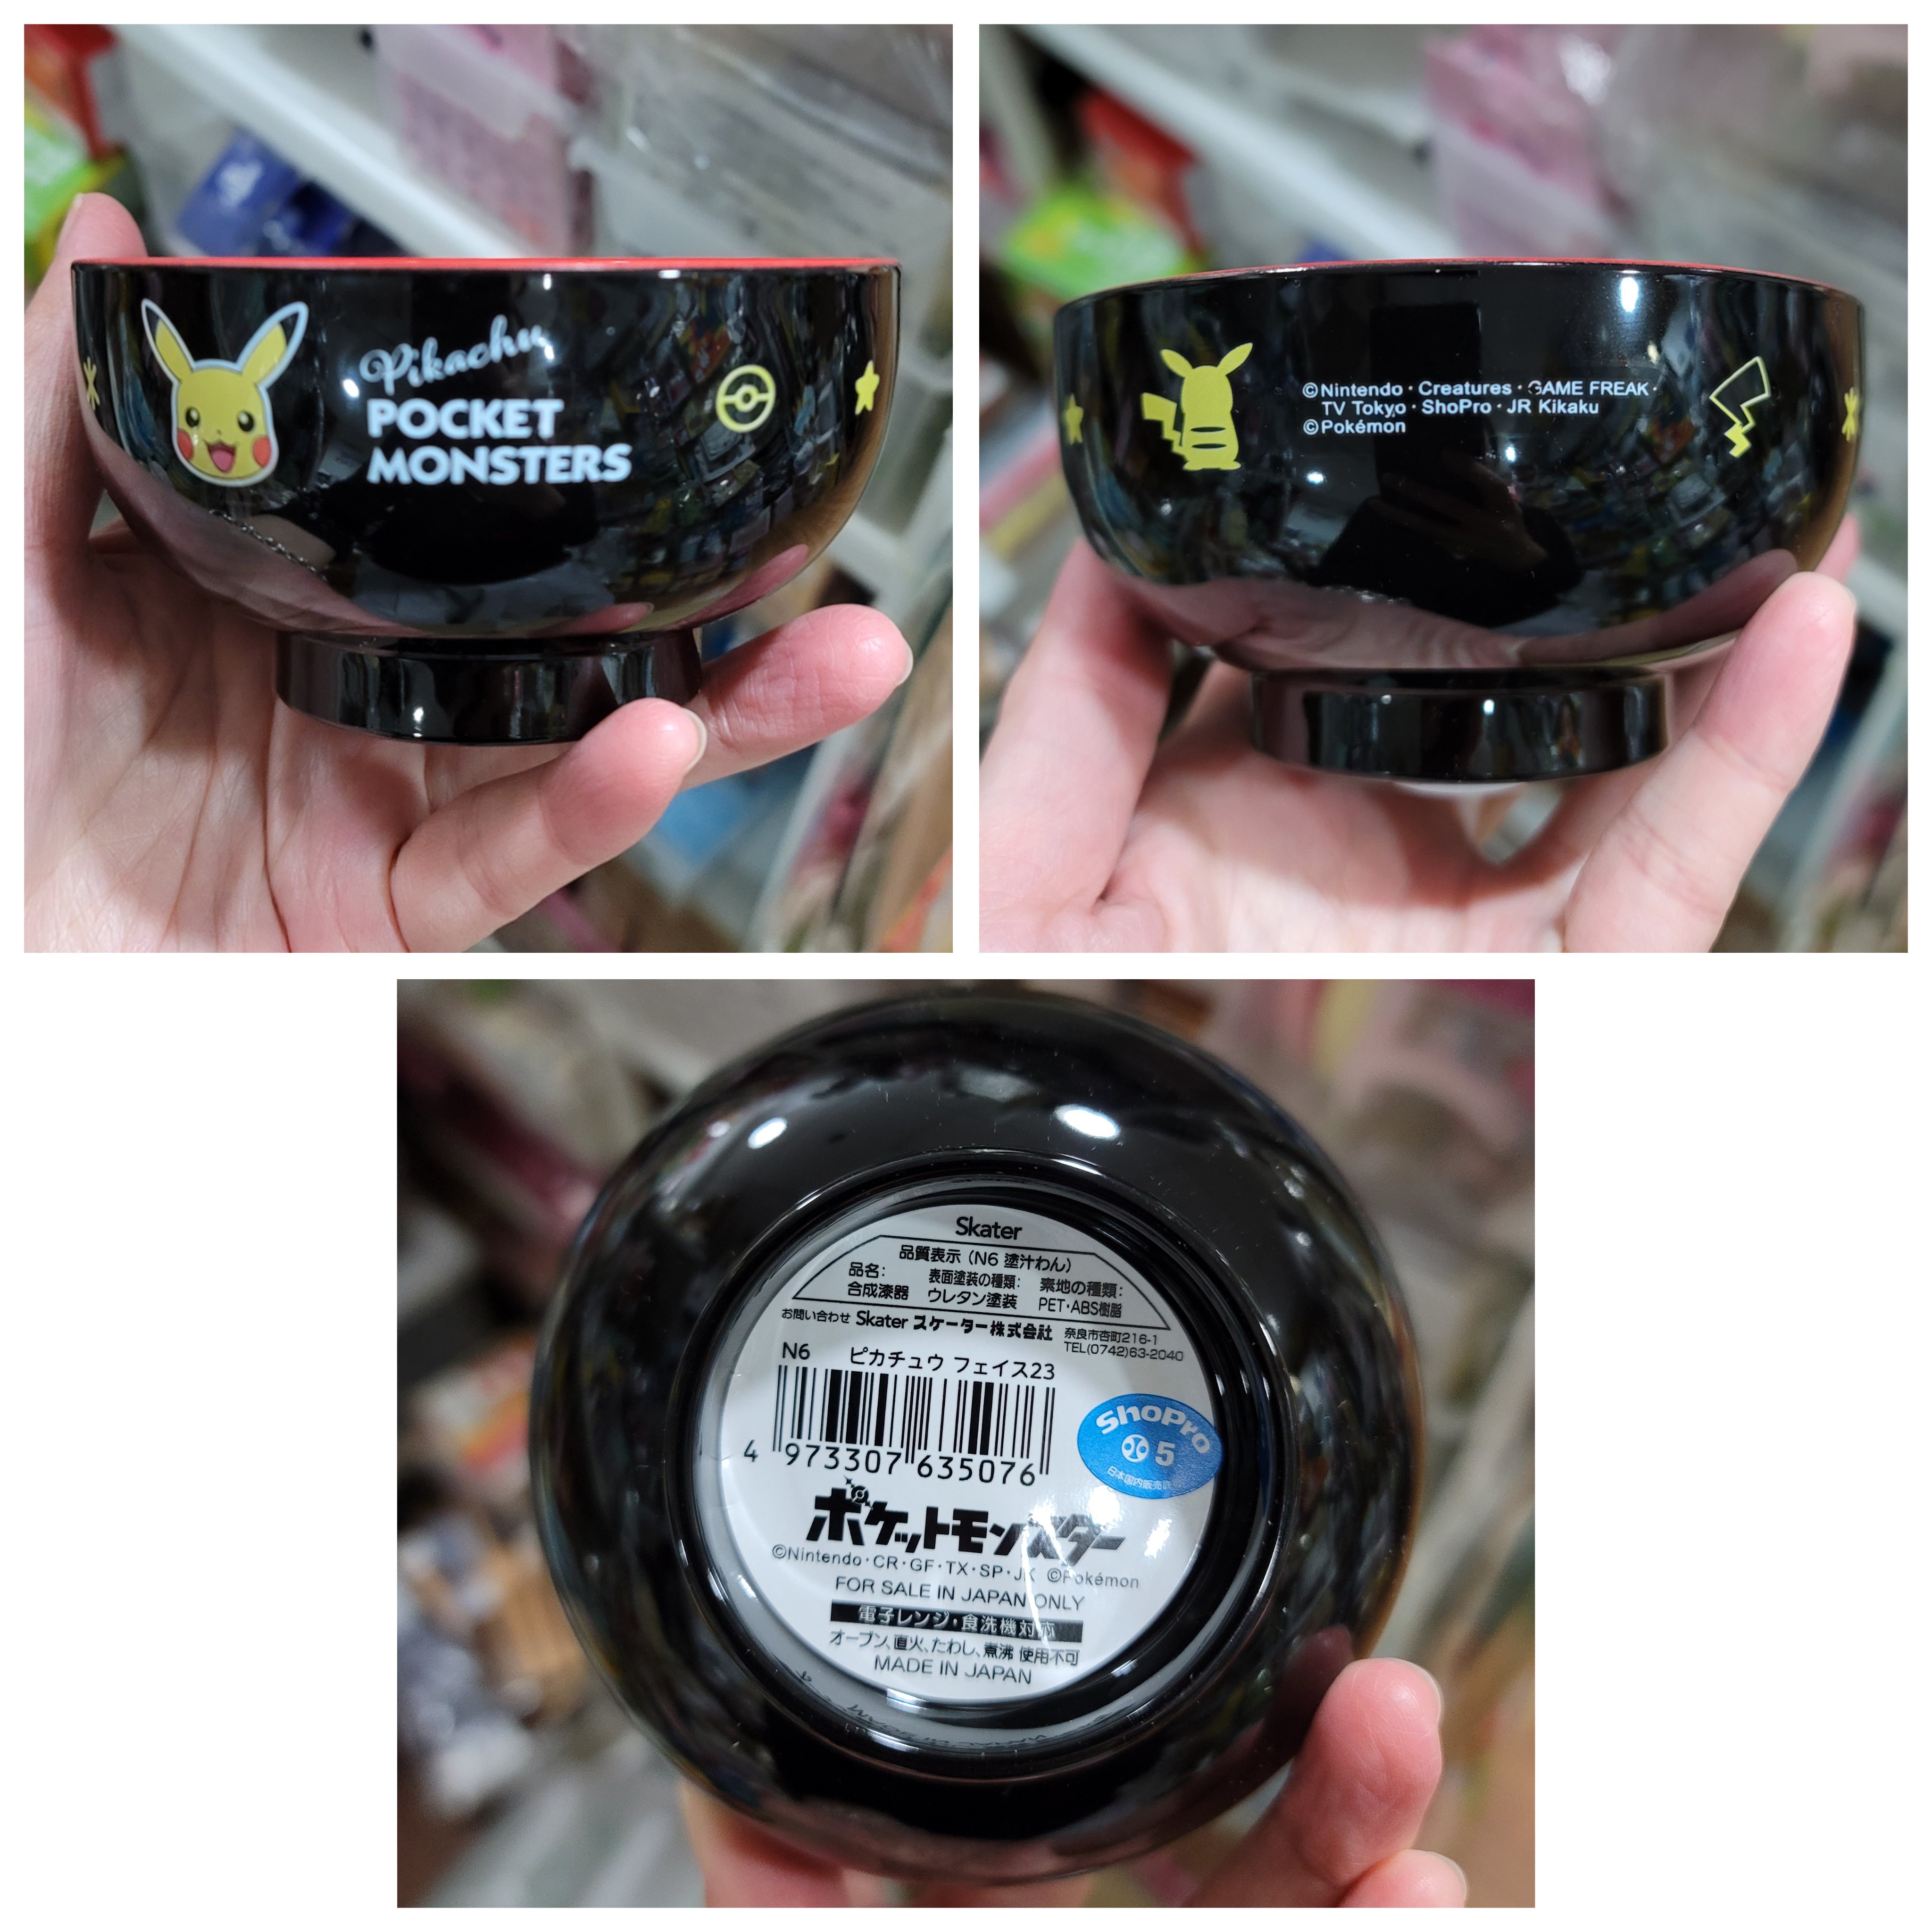 Pikachu
POCKET
MONSTERS
©Nintendo・Creatures・GAME FREAK・
TV Tokyo・ShoPro・JR Kikaku
©Pokémon
Skater
品質表示（N6 塗汁わん）
品名： 表面塗装の種類： 素地の種類：
合成漆器 ウレタン塗装 PET・ABS樹脂
お問い合わせ Skater スケーター株式会社 奈良市杏町216-1
TEL(0742)63-2040
N6 ピカチュウ フェイス23
4 973307 635076
ShoPro
5
日本国内販売
ポケットモンスター
©Nintendo・CR・GF・TX・SP・JK ©Pokémon
FOR SALE IN JAPAN ONLY
電子レンジ・食洗機対応
オーブン、直火、たわし、煮沸 使用不可
MADE IN JAPAN